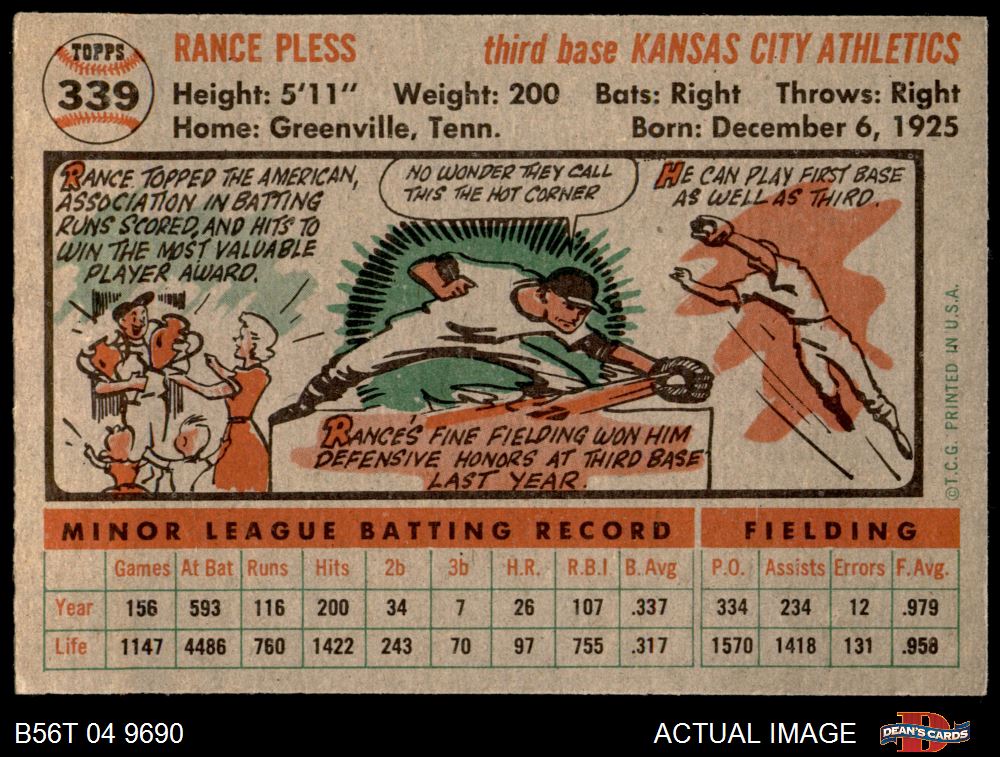 TOPPS
339
RANCE PLESS
third base KANSAS CITY ATHLETICS
Height: 5'11" Weight: 200 Bats: Right Throws: Right
Home: Greenville, Tenn. Born: December 6, 1925
RANCE TOPPED THE AMERICAN,
ASSOCIATION IN BATTING
RUNS SCORED, AND HITS TO
WIN THE MOST VALUABLE
PLAYER AWARD.
NO WONDER THEY CALL
THIS THE HOT CORNER
HE CAN PLAY FIRST BASE
AS WELL AS THIRD.
RANCE'S FINE FIELDING WON HIM
DEFENSIVE HONORS AT THIRD BASE
LAST YEAR.
©T.C.G. PRINTED IN U.S.A.
MINOR LEAGUE BATTING RECORD FIELDING
Games At Bat Runs Hits 2b 3b H.R. R.B.I B. Avg P.O. Assists Errors F. Avg.
Year 156 593 116 200 34 7 26 107 .337 334 234 12 .979
Life 1147 4486 760 1422 243 70 97 755 .317 1570 1418 131 .958
B56T 04 9690 ACTUAL IMAGE DEAN'S CARDS